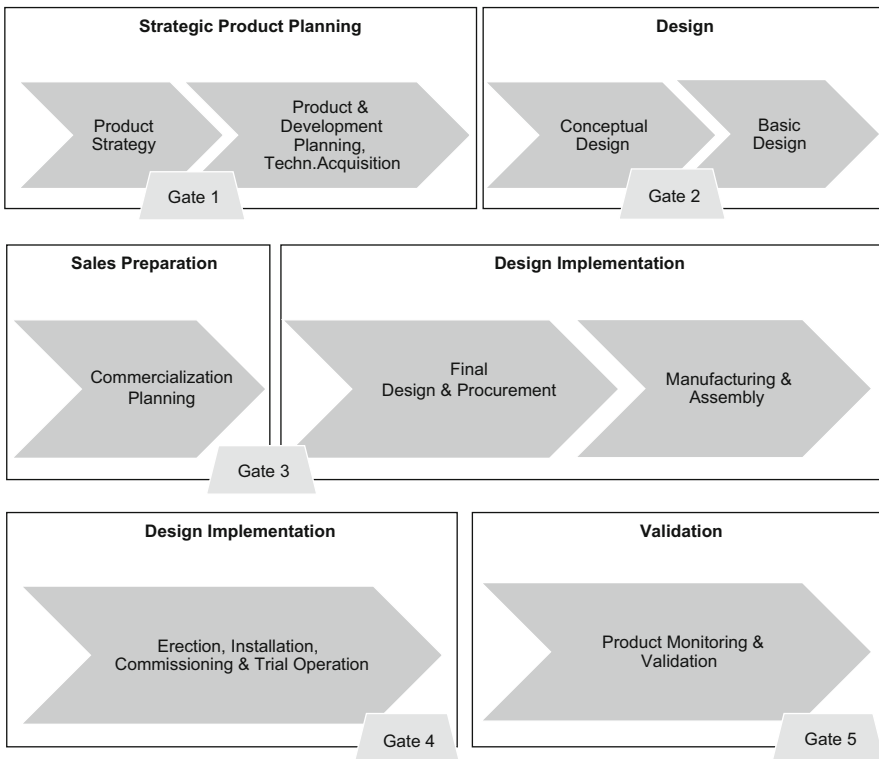 Strategic Product Planning
Product
Strategy
Product &
Development
Planning,
Techn.Acquisition
Gate 1
Design
Conceptual
Design
Basic
Design
Gate 2
Sales Preparation
Commercialization
Planning
Gate 3
Design Implementation
Final
Design & Procurement
Manufacturing &
Assembly
Design Implementation
Erection, Installation,
Commissioning & Trial Operation
Gate 4
Validation
Product Monitoring &
Validation
Gate 5